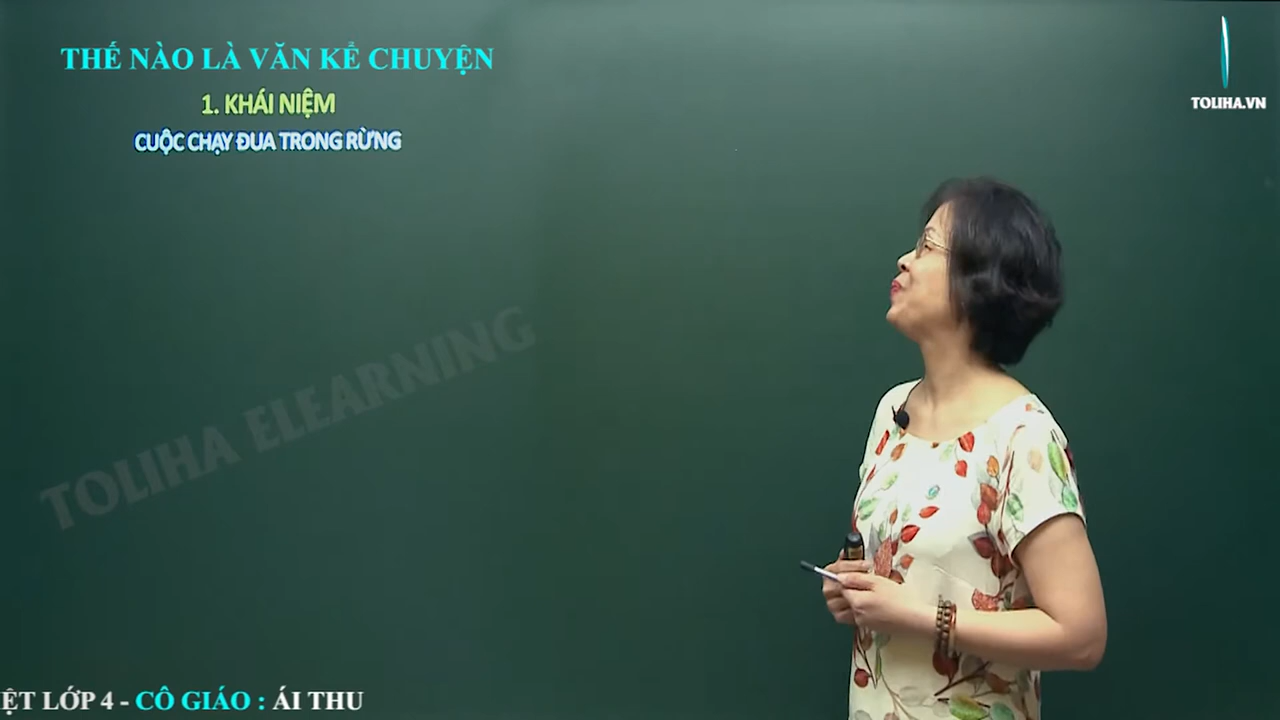 THẾ NÀO LÀ VĂN KỂ CHUYỆN
1. KHÁI NIỆM
CUỘC CHẠY ĐUA TRONG RỪNG
TOLIHA.VN
TOLIHA ELEARNING
ỆT LỚP 4 - CÔ GIÁO : ÁI THU